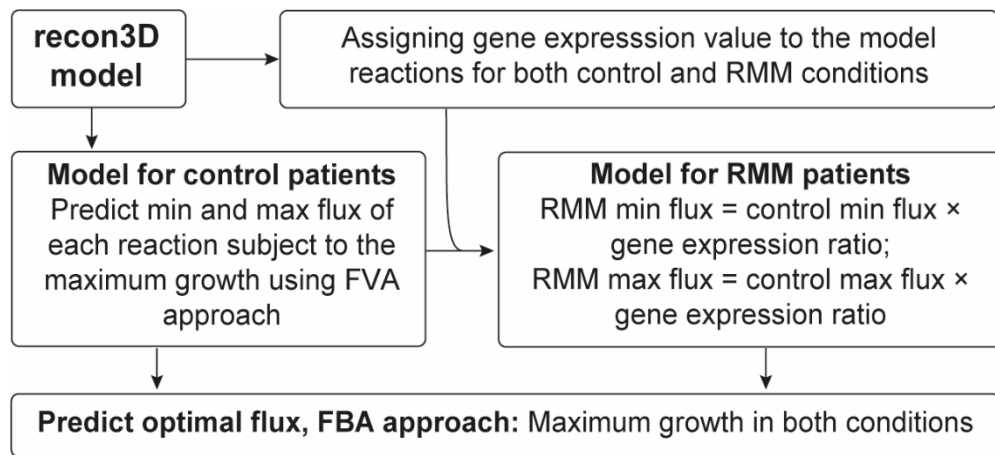 recon3D
model
Assigning gene expresssion value to the model
reactions for both control and RMM conditions
Model for control patients
Predict min and max flux of
each reaction subject to the
maximum growth using FVA
approach
Model for RMM patients
RMM min flux = control min flux ×
gene expression ratio;
RMM max flux = control max flux ×
gene expression ratio
Predict optimal flux, FBA approach: Maximum growth in both conditions